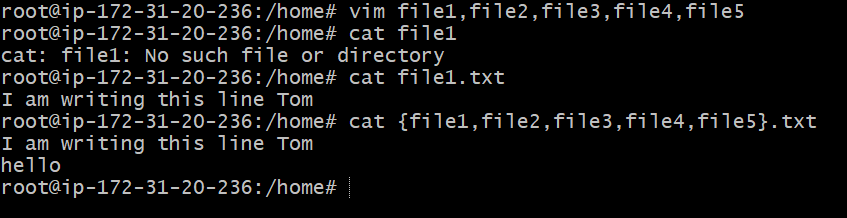 root@ip-172-31-20-236:/home# vim file1,file2,file3,file4,file5
root@ip-172-31-20-236:/home# cat file1
cat: file1: No such file or directory
root@ip-172-31-20-236:/home# cat file1.txt
I am writing this line Tom
root@ip-172-31-20-236:/home# cat {file1,file2,file3,file4,file5}.txt
I am writing this line Tom
hello
root@ip-172-31-20-236:/home#